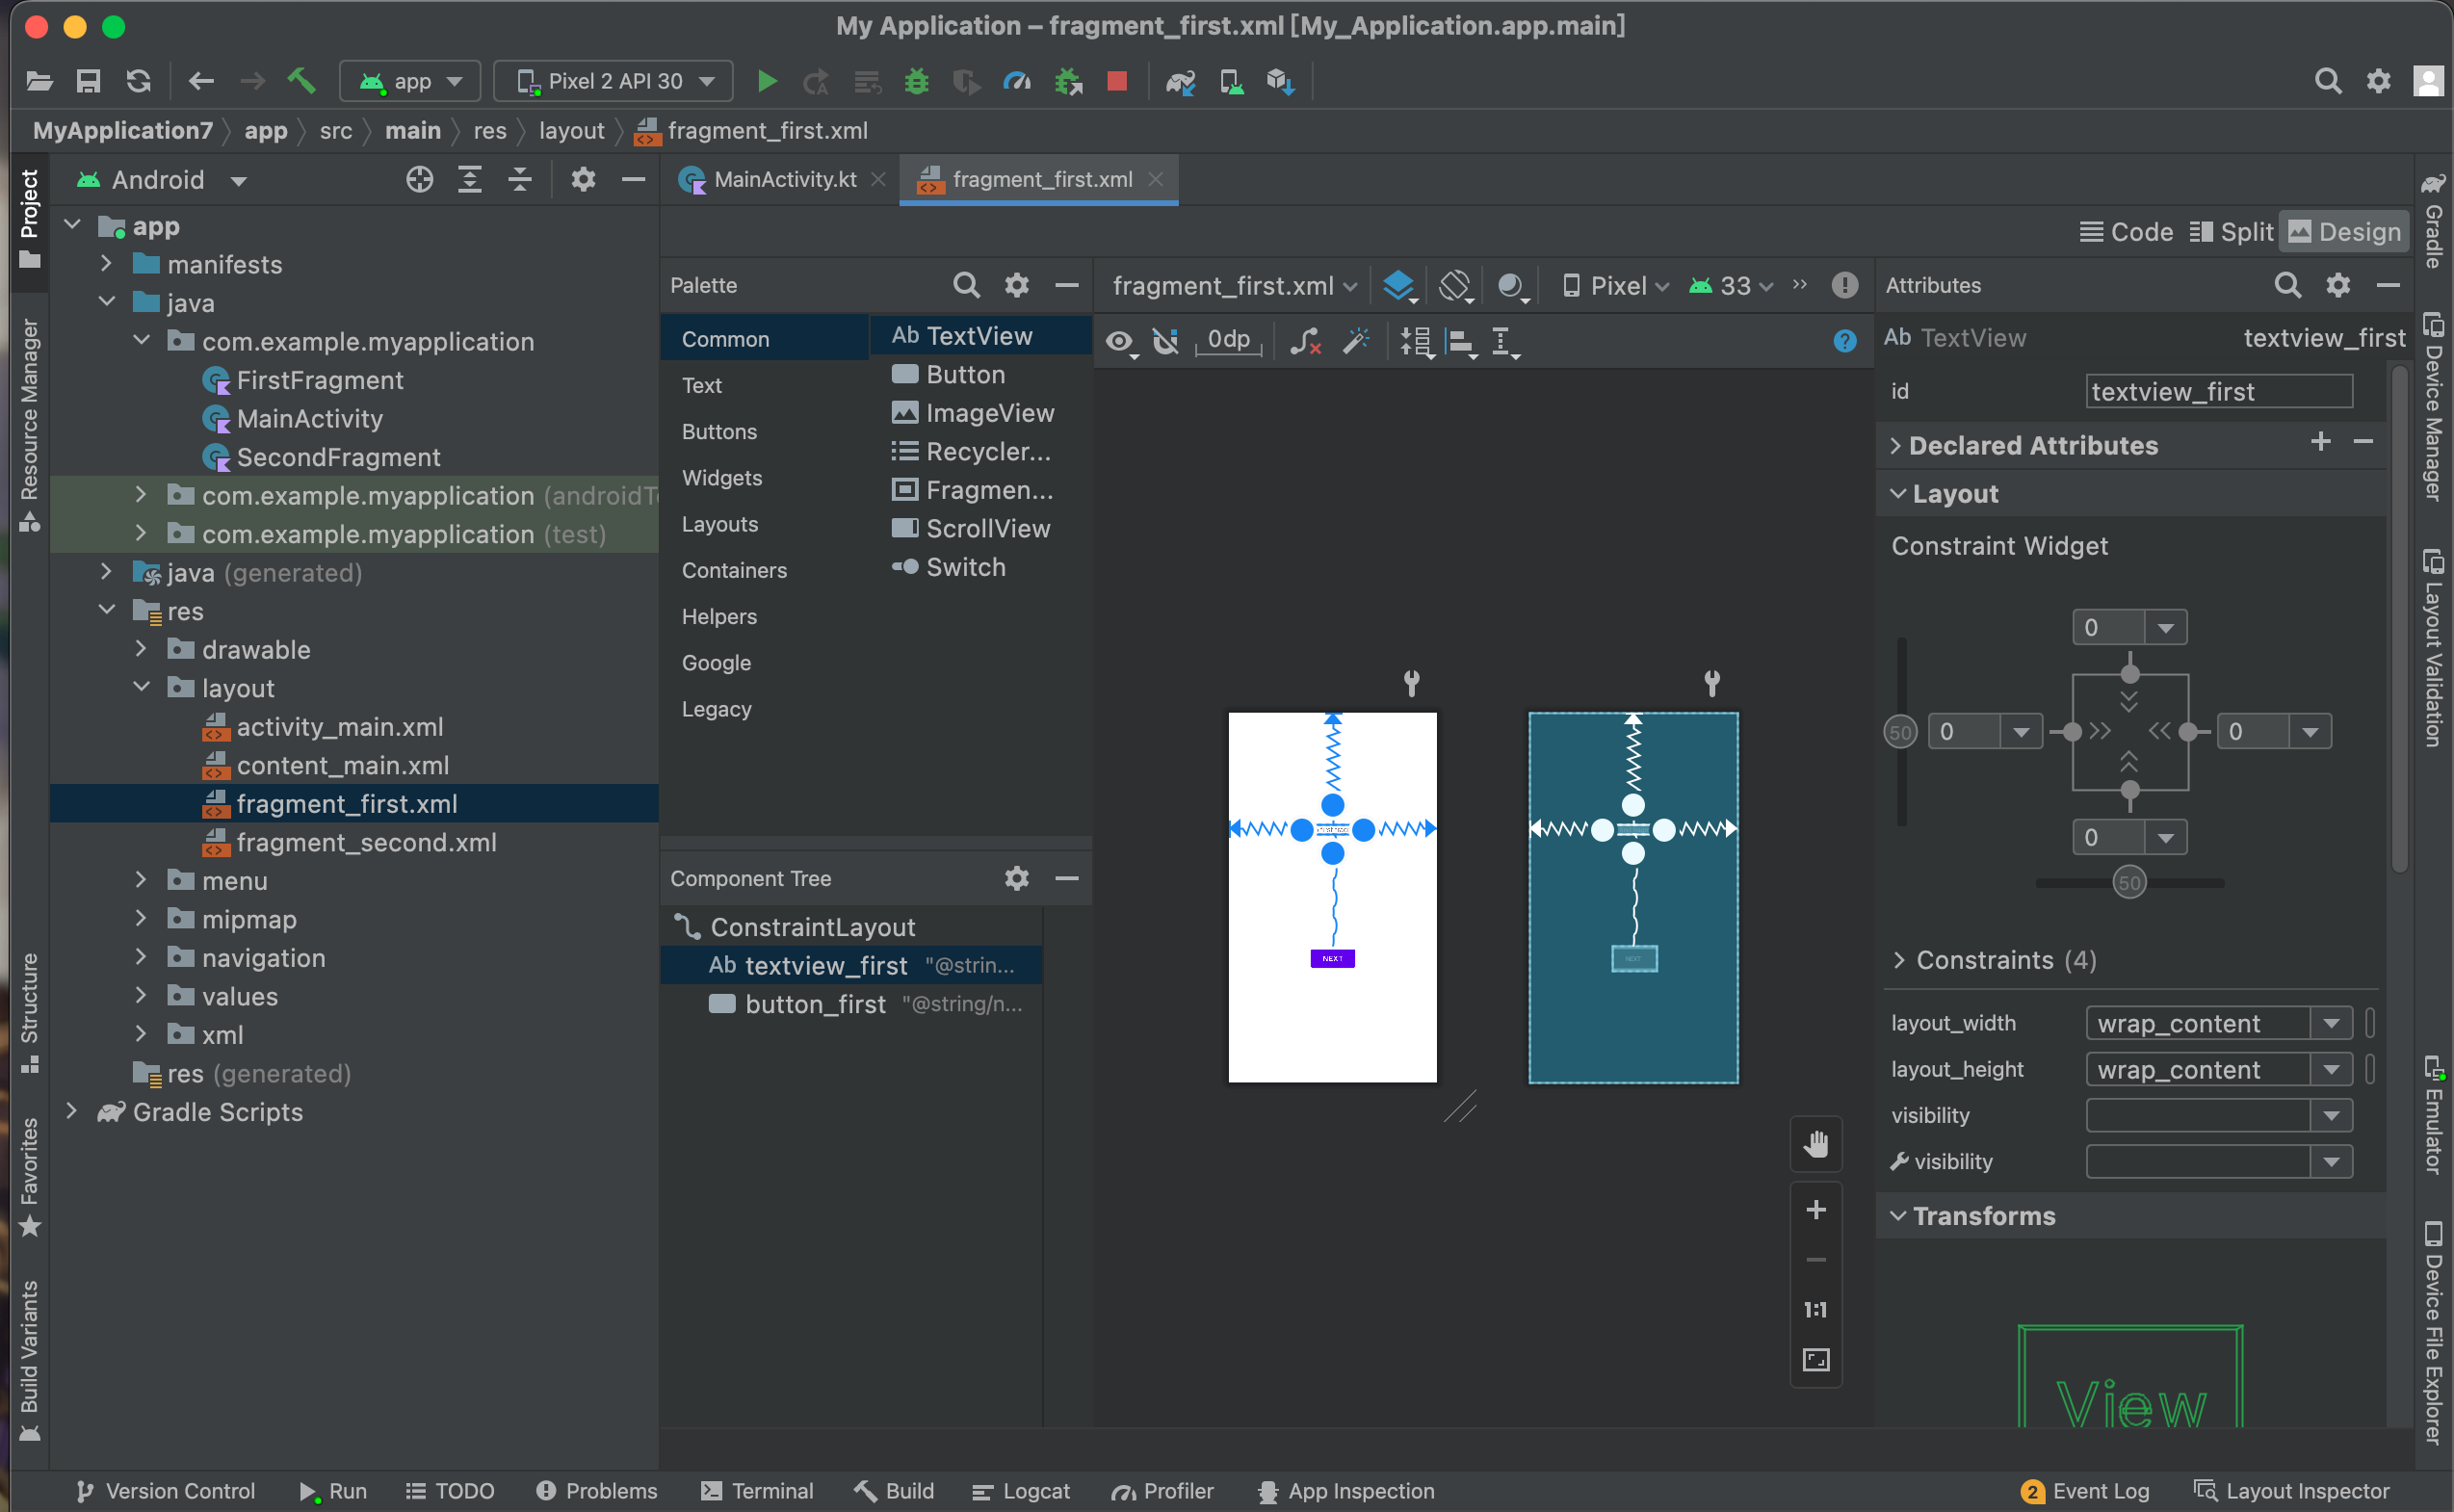 My Application – fragment_first.xml [My_Application.app.main]
app
Pixel 2 API 30
MyApplication7 app src main res layout fragment_first.xml
Project
Resource Manager
Structure
Favorites
Build Variants
Android
app
manifests
java
com.example.myapplication
FirstFragment
MainActivity
SecondFragment
com.example.myapplication (androidTe
com.example.myapplication (test)
java (generated)
res
drawable
layout
activity_main.xml
content_main.xml
fragment_first.xml
fragment_second.xml
menu
mipmap
navigation
values
xml
res (generated)
Gradle Scripts
MainActivity.kt
fragment_first.xml
Code
Split
Design
Palette
Common
Text
Buttons
Widgets
Layouts
Containers
Helpers
Google
Legacy
Ab TextView
Button
ImageView
Recycler...
Fragmen...
ScrollView
Switch
Component Tree
ConstraintLayout
Ab textview_first "@strin...
button_first "@string/n...
fragment_first.xml
Pixel
33
0dp
?
NEXT
NEXT
1:1
Attributes
Ab TextView
textview_first
id
textview_first
Declared Attributes
Layout
Constraint Widget
0
50
0
0
0
50
Constraints (4)
layout_width wrap_content
layout_height wrap_content
visibility
visibility
Transforms
View
Gradle
Device Manager
Layout Validation
Emulator
Device File Explorer
Version Control
Run
TODO
Problems
Terminal
Build
Logcat
Profiler
App Inspection
2 Event Log
Layout Inspector